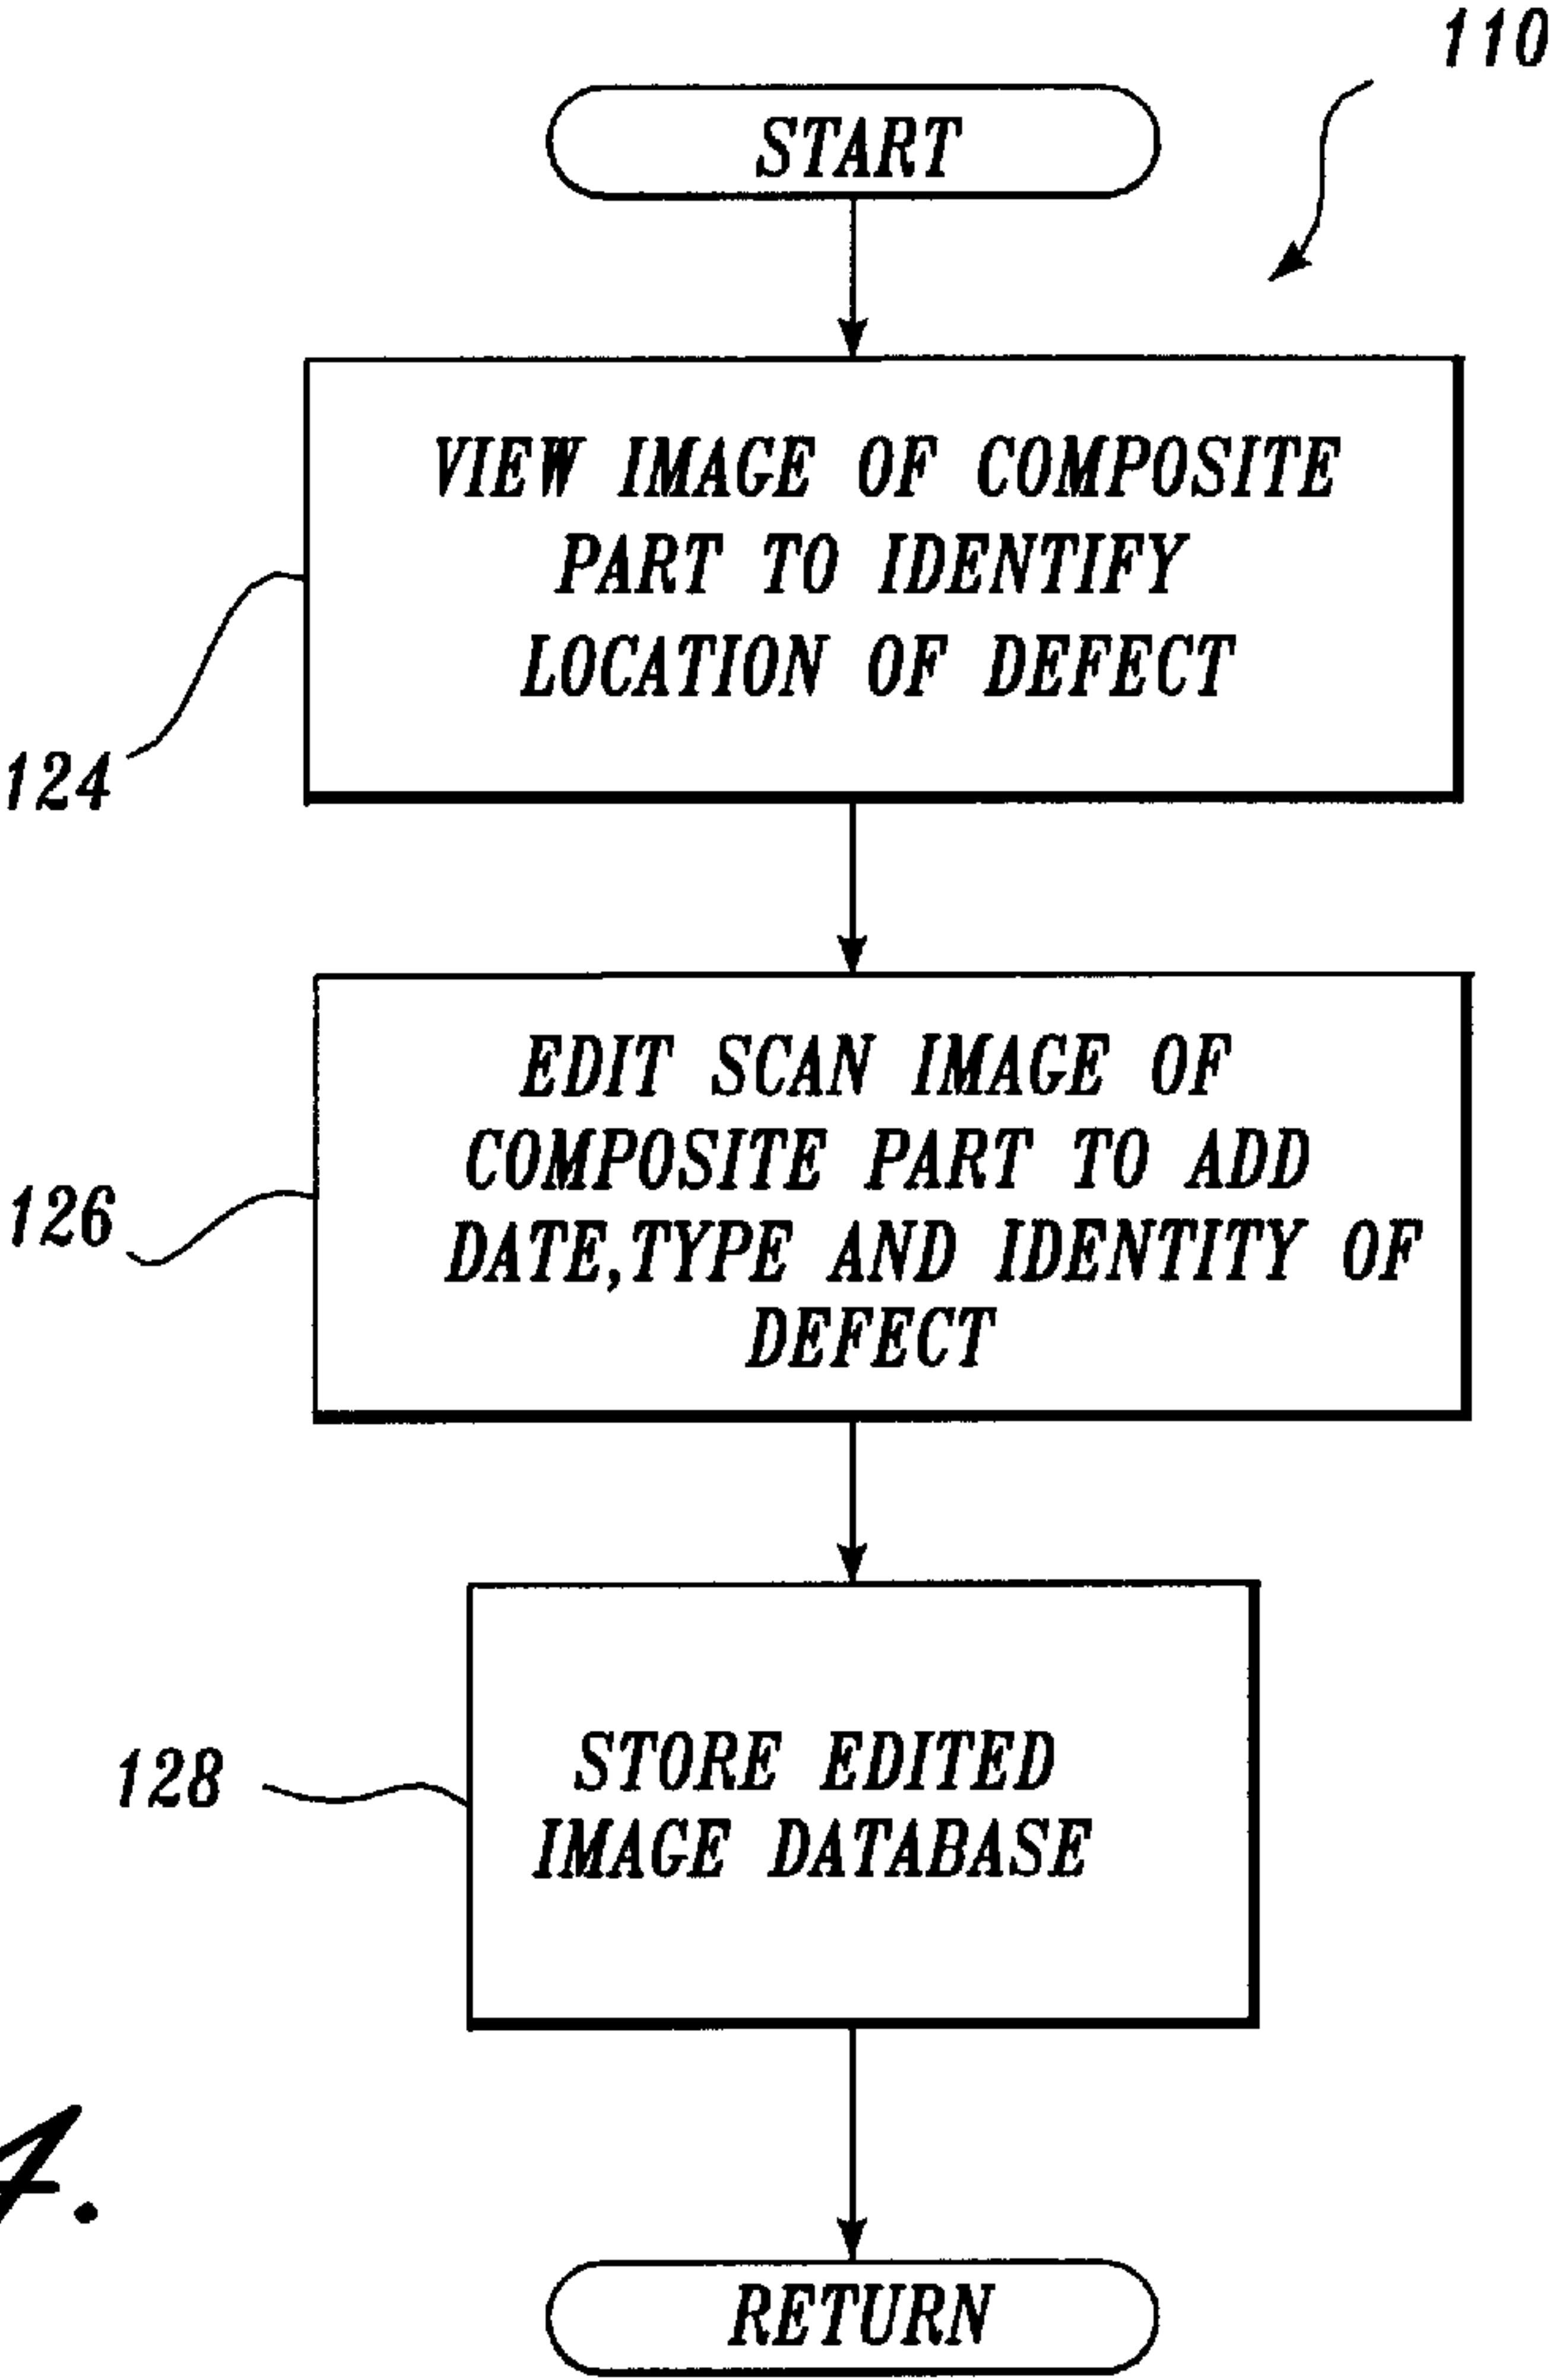 110
START
VIEW IMAGE OF COMPOSITE
PART TO IDENTIFY
LOCATION OF DEFECT
124
EDIT SCAN IMAGE OF
COMPOSITE PART TO ADD
DATE,TYPE AND IDENTITY OF
DEFECT
126
STORE EDITED
IMAGE DATABASE
128
4.
RETURN